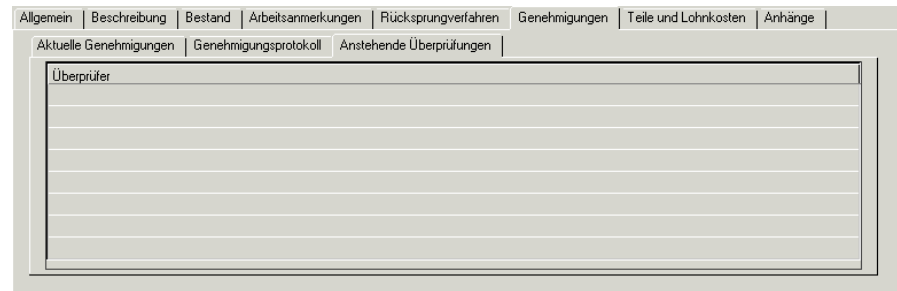 Allgemein Beschreibung Bestand Arbeitsanmerkungen Rücksprungverfahren Genehmigungen Teile und Lohnkosten Anhänge
Aktuelle Genehmigungen Genehmigungsprotokoll Anstehende Überprüfungen
Überprüfer